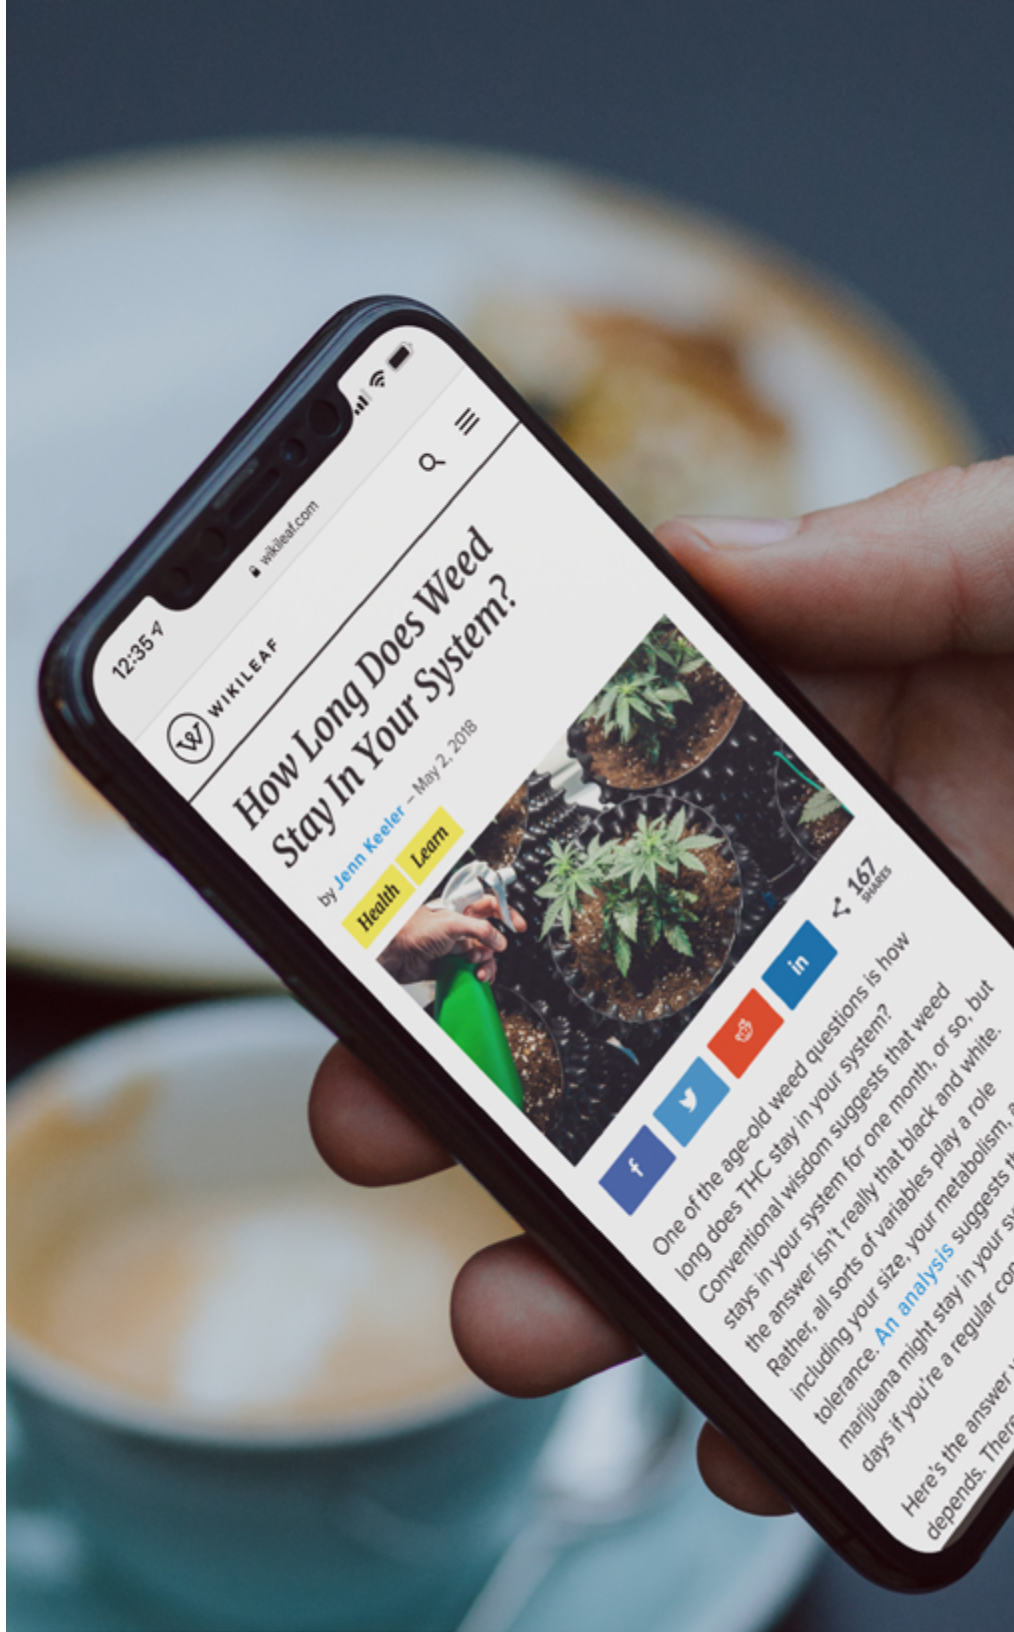 12:35
wikileaf.com
WIKILEAF
How Long Does Weed
Stay In Your System?
by Jenn Keeler – May 2, 2018
Health Learn
167
SHARES
f
in
One of the age-old weed questions is how
long does THC stay in your system?
Conventional wisdom suggests that weed
stays in your system for one month, or so, but
the answer isn't really that black and white.
Rather, all sorts of variables play a role
including your size, your metabolism,
tolerance. An analysis suggests
marijuana might stay in your
days if you're a regular
Here's the answer
depends. There